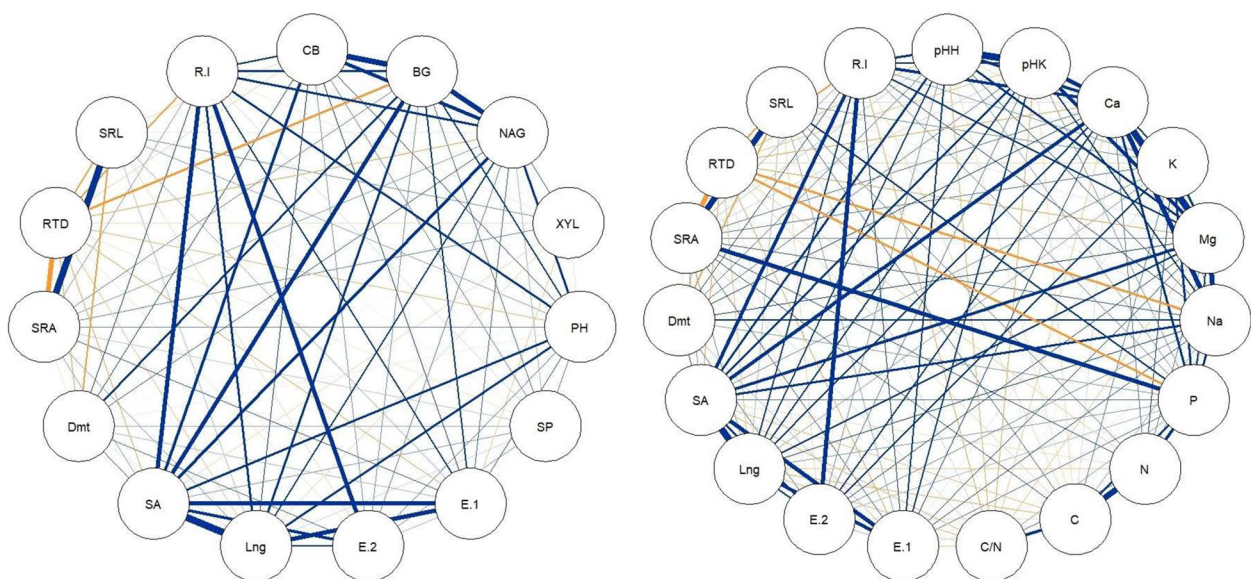 CB
BG
R.I
NAG
SRL
XYL
RTD
PH
SRA
SP
Dmt
E.1
SA
E.2
Lng
pHH
pHK
R.I
Ca
SRL
K
RTD
Mg
SRA
Na
Dmt
P
SA
N
Lng
C
E.2
C/N
E.1